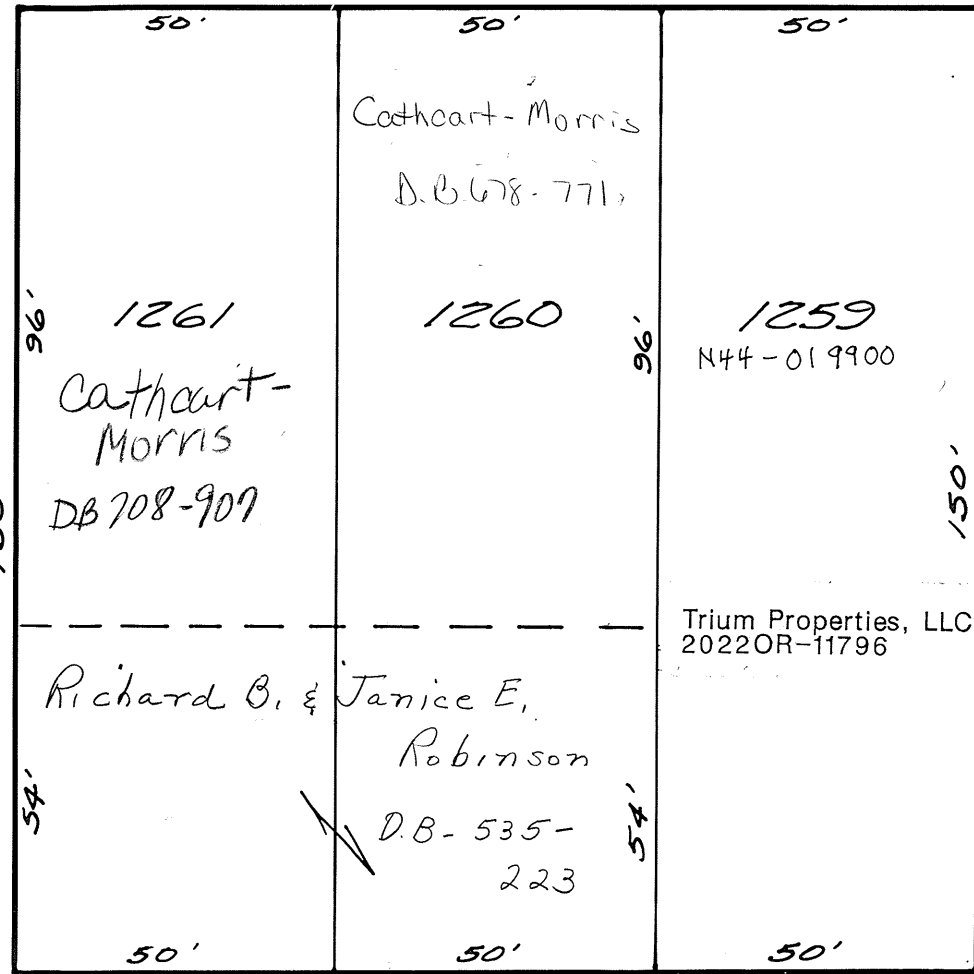 50' 50' 50'
Cathcart-Morris
D.B. 678-771
1261 1260 1259
96' 96'
N44-019900
Cathcart-
Morris
DB 708-907
150'
Trium Properties, LLC
2022OR-11796
Richard B. & Janice E.
Robinson
54' 54'
D.B- 535-
223
50' 50' 50'